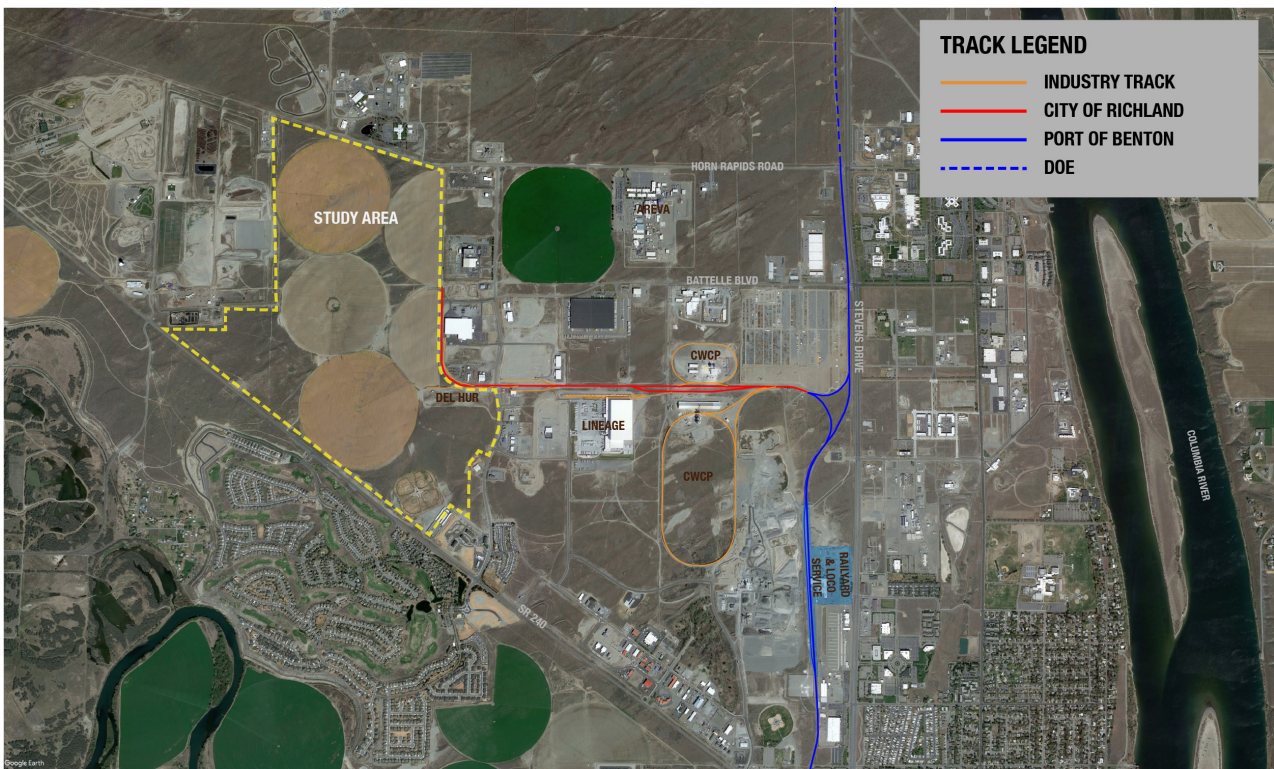 TRACK LEGEND
INDUSTRY TRACK
CITY OF RICHLAND
PORT OF BENTON
DOE
HORN RAPIDS ROAD
STUDY AREA
AREVA
BATTELLE BLVD
STEVENS DRIVE
CWCP
DEL HUR
LINEAGE
COLUMBIA RIVER
CWCP
RAILYARD
& LOCO
SERVICE
SR 240
Google Earth